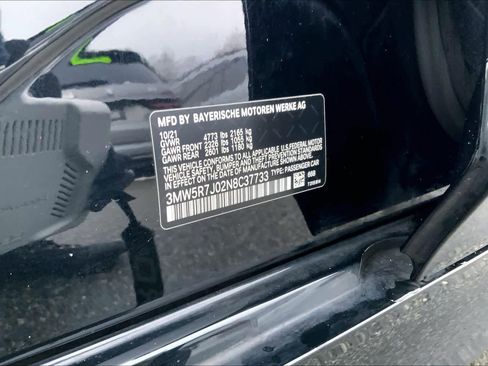 MFD BY BAYERISCHE MOTOREN WERKE AG
10/21
GVWR 4773 lbs 2165 kg
GAWR FRONT 2326 lbs 1055 kg
GAWR REAR 2601 lbs 1180 kg
THIS VEHICLE CONFORMS TO ALL APPLICABLE U.S. FEDERAL MOTOR
VEHICLE SAFETY, BUMPER, AND THEFT PREVENTION STANDARDS
IN EFFECT ON THE DATE OF MANUFACTURE SHOWN ABOVE.
3MW5R7J02N8C37733 TYPE: PASSENGER CAR
668